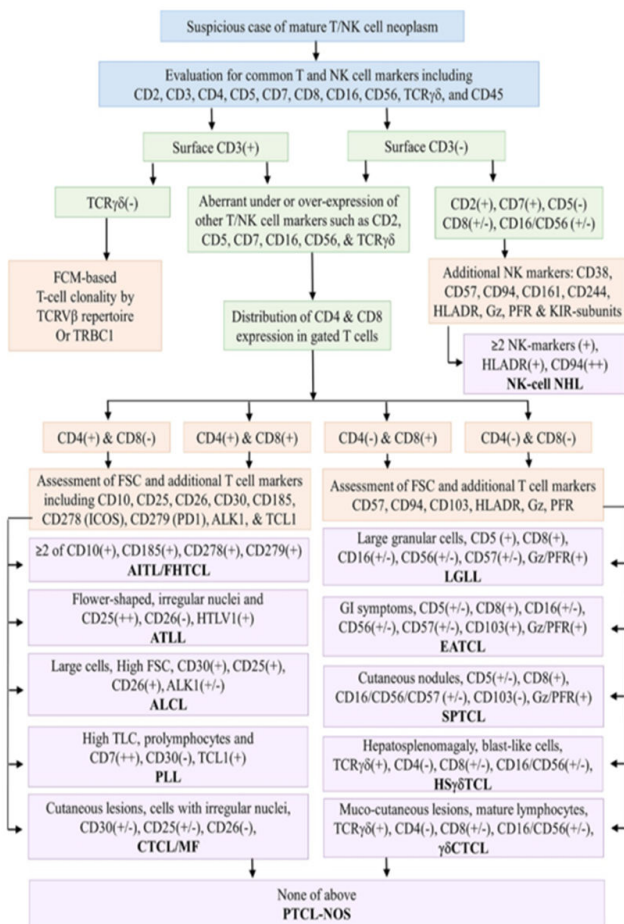 Suspicious case of mature T/NK cell neoplasm
Evaluation for common T and NK cell markers including
CD2, CD3, CD4, CD5, CD7, CD8, CD16, CD56, TCRγδ, and CD45
Surface CD3(+)
Surface CD3(-)
TCRγδ(-)
Aberrant under or over-expression of
other T/NK cell markers such as CD2,
CD5, CD7, CD16, CD56, & TCRγδ
CD2(+), CD7(+), CD5(-)
CD8(+/-), CD16/CD56 (+/-)
FCM-based
T-cell clonality by
TCRVβ repertoire
Or TRBC1
Additional NK markers: CD38,
CD57, CD94, CD161, CD244,
HLADR, Gz, PFR & KIR-subunits
Distribution of CD4 & CD8
expression in gated T cells
≥2 NK-markers (+),
HLADR(+), CD94(++)
NK-cell NHL
CD4(+) & CD8(-)
CD4(+) & CD8(+)
CD4(-) & CD8(+)
CD4(-) & CD8(-)
Assessment of FSC and additional T cell markers
including CD10, CD25, CD26, CD30, CD185,
CD278 (ICOS), CD279 (PD1), ALK1, & TCL1
Assessment of FSC and additional T cell markers
CD57, CD94, CD103, HLADR, Gz, PFR
≥2 of CD10(+), CD185(+), CD278(+), CD279(+)
AITL/FHTCL
Flower-shaped, irregular nuclei and
CD25(++), CD26(-), HTLV1(+)
ATLL
Large cells, High FSC, CD30(+), CD25(+),
CD26(+), ALK1(+/-)
ALCL
High TLC, prolymphocytes and
CD7(++), CD30(-), TCL1(+)
PLL
Cutaneous lesions, cells with irregular nuclei,
CD30(+/-), CD25(+/-), CD26(-),
CTCL/MF
Large granular cells, CD5 (+), CD8(+),
CD16(+/-), CD56(+/-), CD57(+/-), Gz/PFR(+)
LGLL
GI symptoms, CD5(+/-), CD8(+), CD16(+/-),
CD56(+/-), CD57(+/-), CD103(+), Gz/PFR(+)
EATCL
Cutaneous nodules, CD5(+/-), CD8(+),
CD16/CD56/CD57 (+/-), CD103(-), Gz/PFR(+)
SPTCL
Hepatosplenomagaly, blast-like cells,
TCRγδ(+), CD4(-), CD8(+/-), CD16/CD56(+/-),
HSγδTCL
Muco-cutaneous lesions, mature lymphocytes,
TCRγδ(+), CD4(-), CD8(+/-), CD16/CD56(+/-),
γδCTCL
None of above
PTCL-NOS